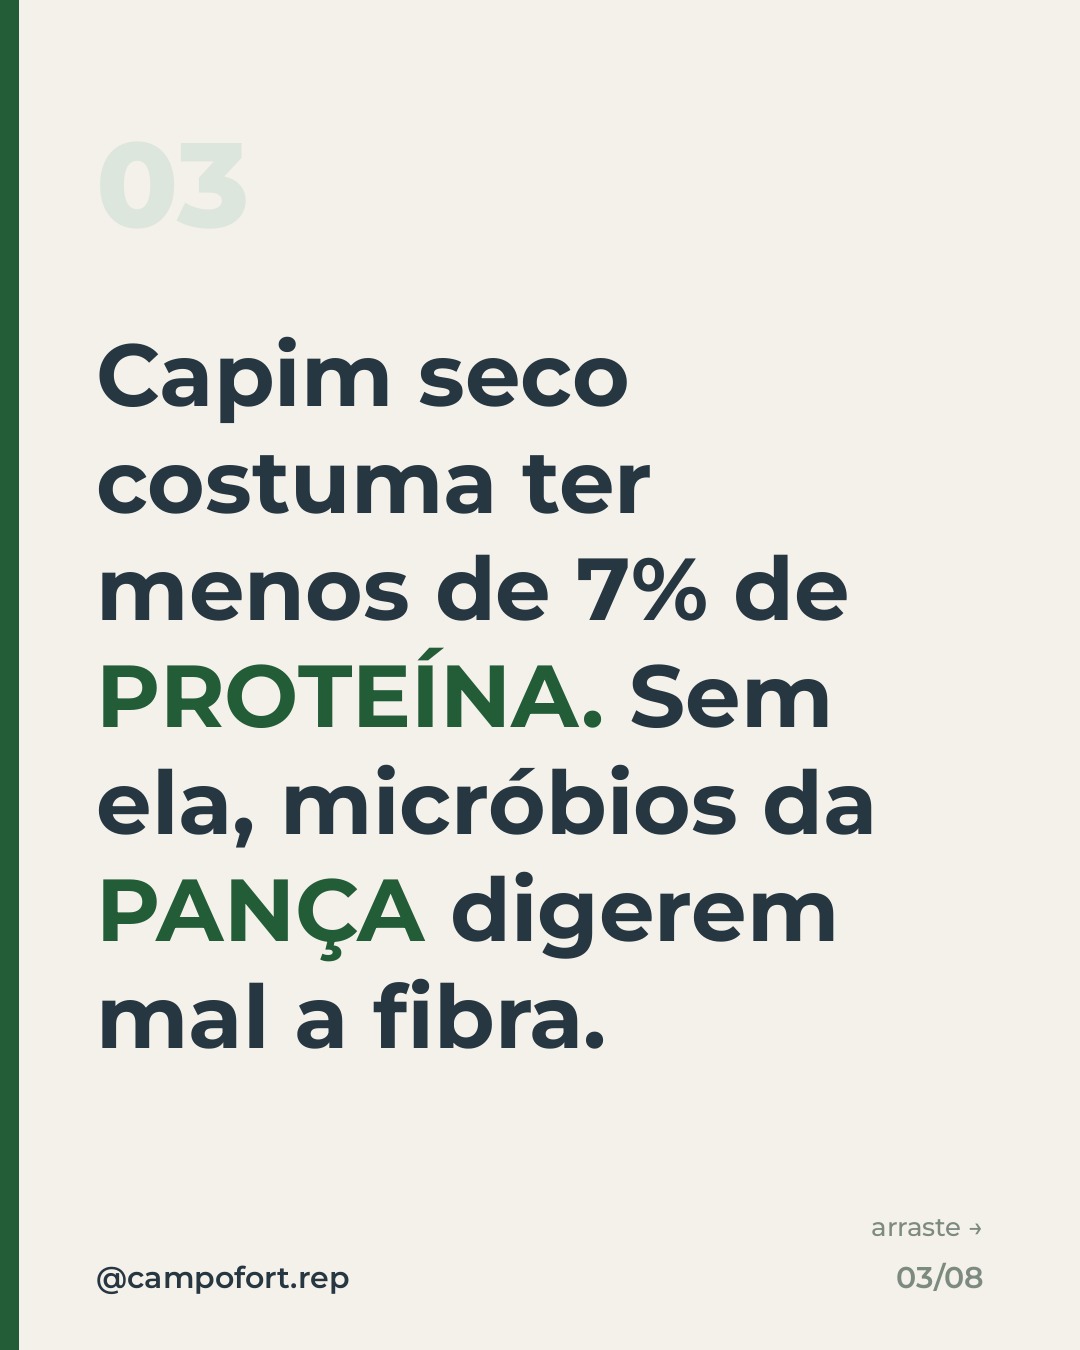 03
Capim seco
costuma ter
menos de 7% de
PROTEÍNA. Sem
ela, micróbios da
PANÇA digerem
mal a fibra.
arraste →
@campofort.rep
03/08